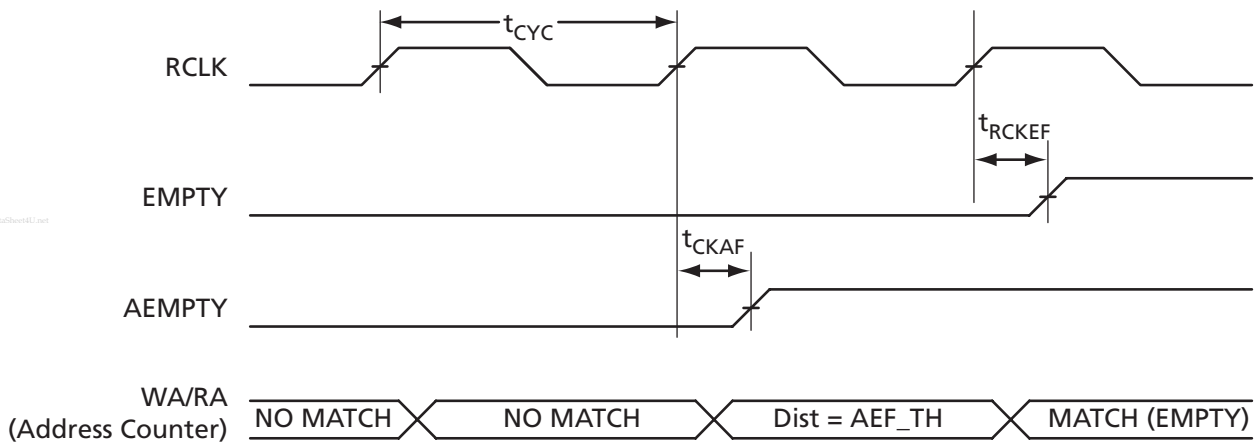 tCYC
RCLK
tRCKEF
EMPTY
tCKAF
AEMPTY
WA/RA
(Address Counter)
NO MATCH
NO MATCH
Dist = AEF_TH
MATCH (EMPTY)